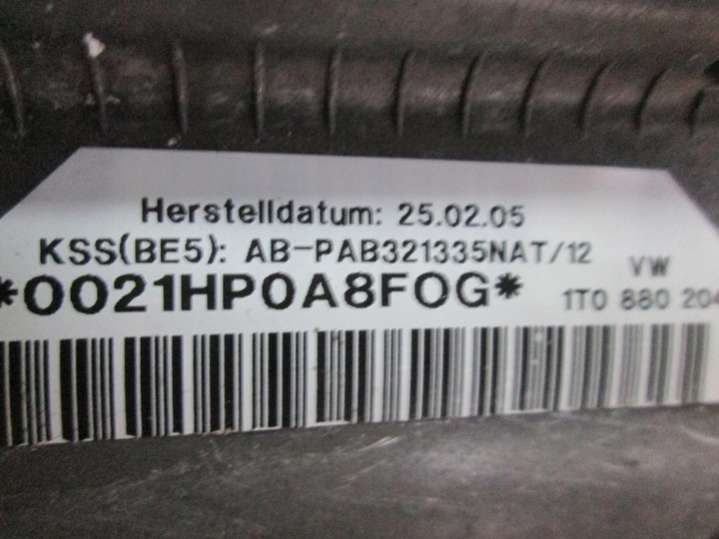 Herstelldatum: 25.02.05
KSS(BE5): AB-PAB321335NAT/12
VW
*0021HP0A8FOG*
1T0 880 204